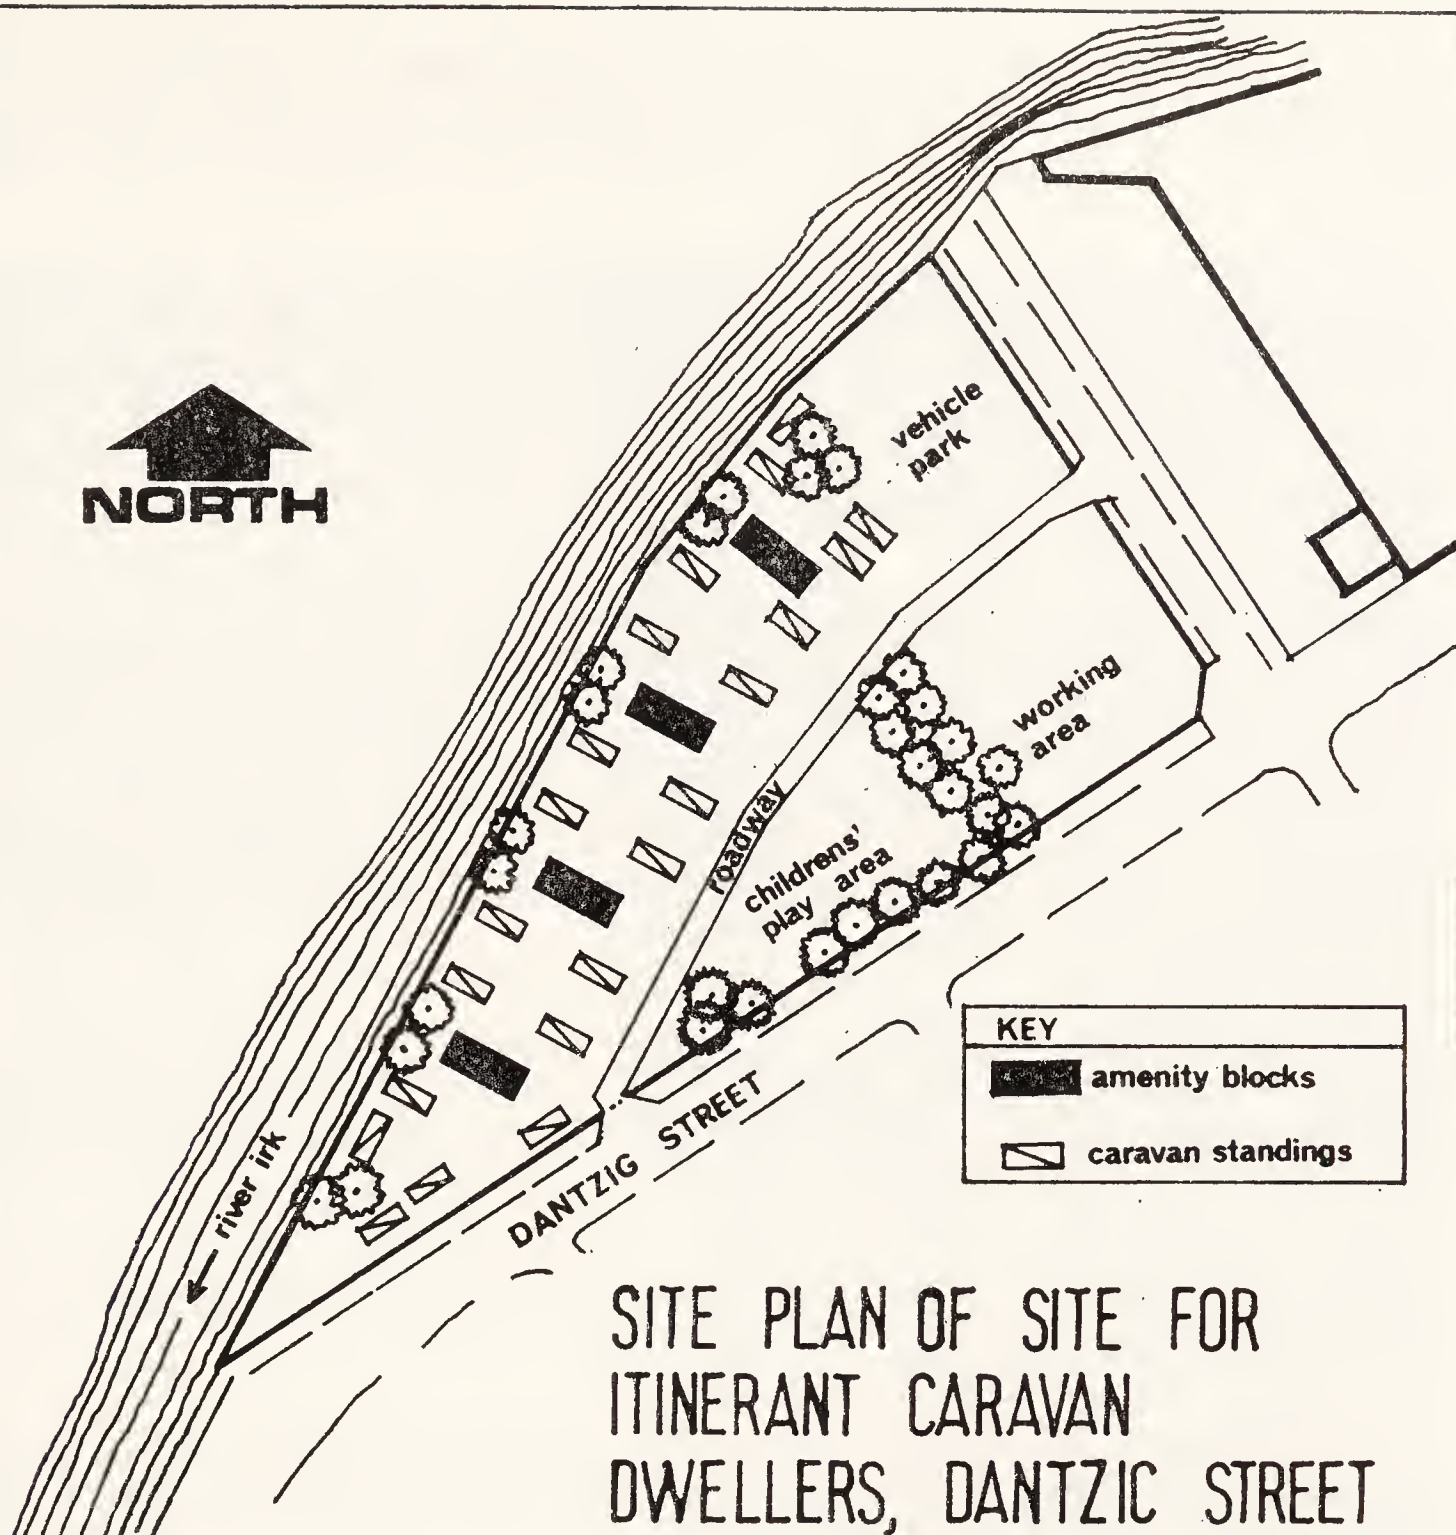 NORTH
vehicle
park
working
area
roadway
childrens'
play area
KEY
amenity blocks
caravan standings
river irk
DANTZIG STREET
SITE PLAN OF SITE FOR
ITINERANT CARAVAN
DWELLERS, DANTZIC STREET